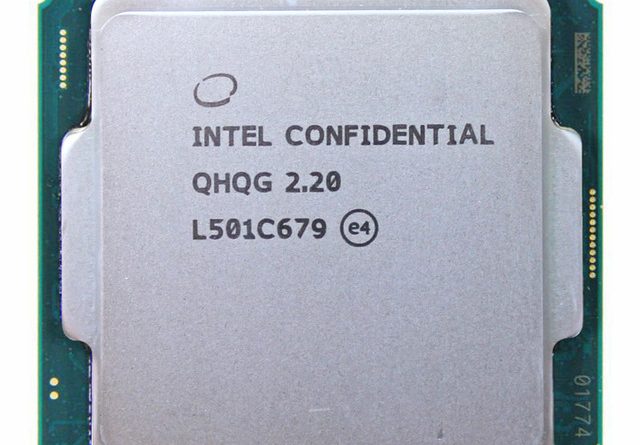 INTEL CONFIDENTIAL
QHQG 2.20
L501C679 e4
01774